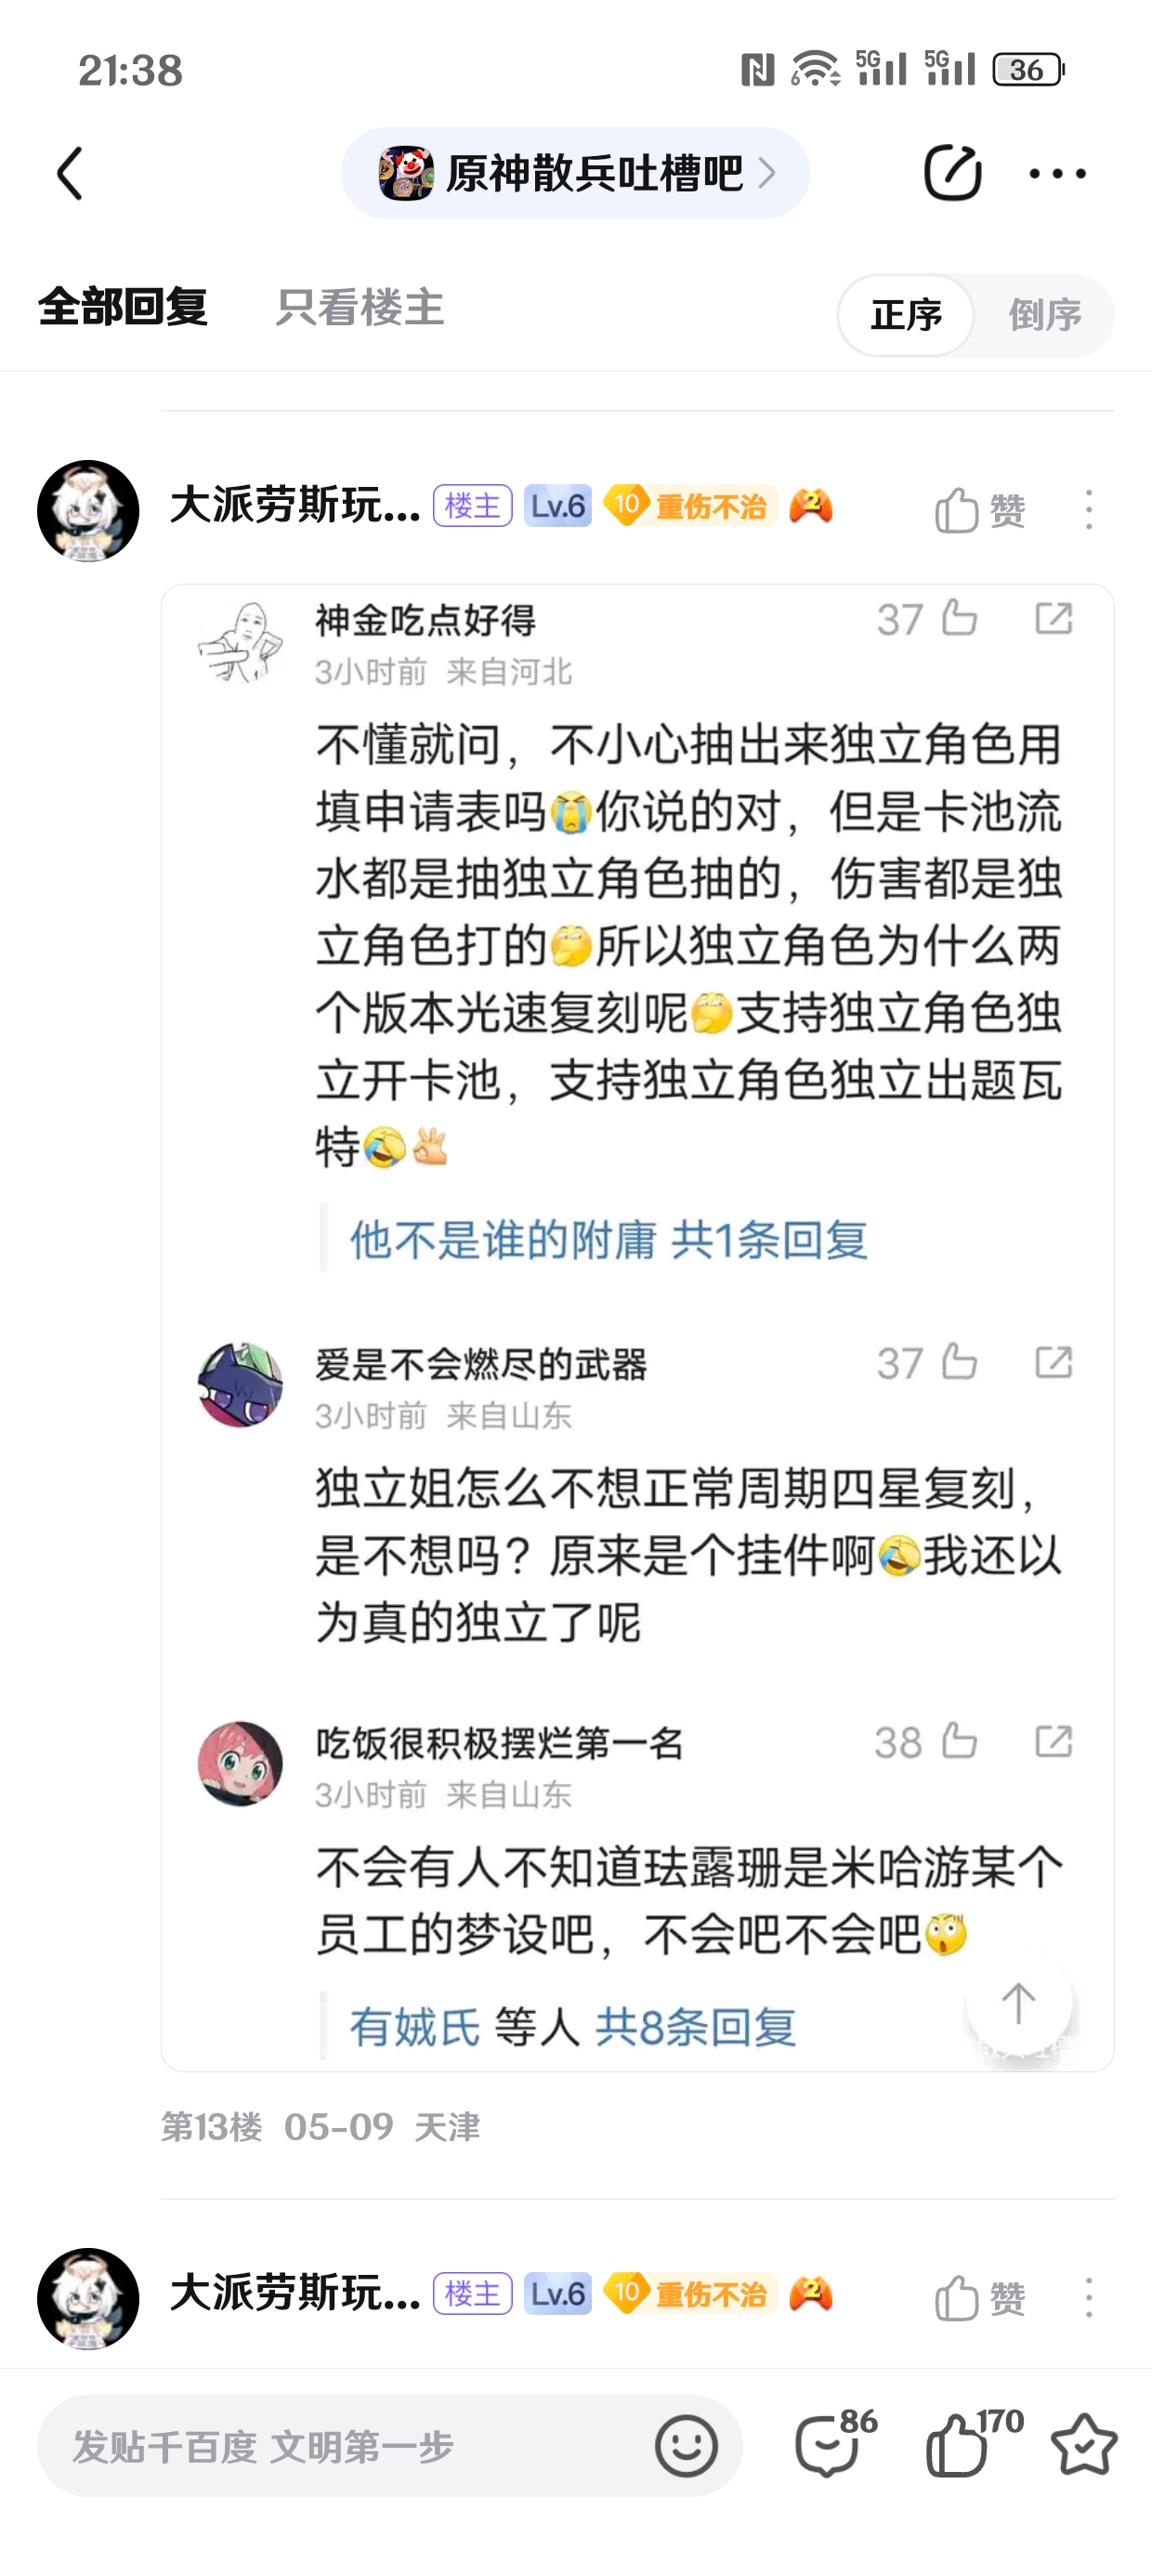 21:38
5G 5G 36
原神散兵吐槽吧
全部回复 只看楼主 正序 倒序
大派劳斯玩... 楼主 Lv.6 10 重伤不治 2 赞
神金吃点好得 37
3小时前 来自河北
不懂就问，不小心抽出来独立角色用
填申请表吗😭你说的对，但是卡池流
水都是抽独立角色抽的，伤害都是独
立角色打的🤔所以独立角色为什么两
个版本光速复刻呢🤔支持独立角色独
立开卡池，支持独立角色独立出题瓦
特🤣👌
他不是谁的附庸 共1条回复
爱是不会燃尽的武器 37
3小时前 来自山东
独立姐怎么不想正常周期四星复刻，
是不想吗？原来是个挂件啊🤣我还以
为真的独立了呢
吃饭很积极摆烂第一名 38
3小时前 来自山东
不会有人不知道珐露珊是米哈游某个
员工的梦设吧，不会吧不会吧😲
有娀氏 等人 共8条回复
第13楼 05-09 天津
大派劳斯玩... 楼主 Lv.6 10 重伤不治 2 赞
发贴千百度 文明第一步 86 170